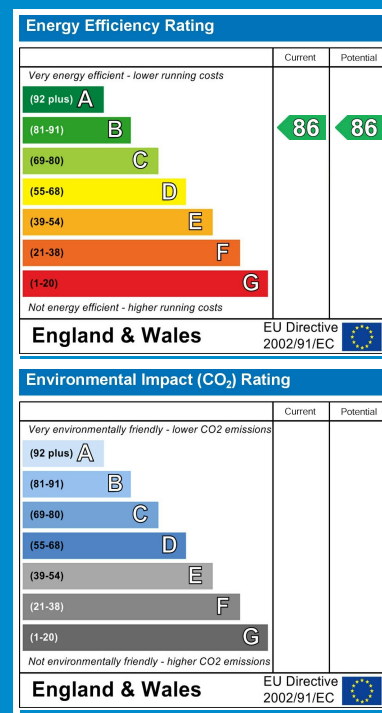 Energy Efficiency Rating
Current Potential
Very energy efficient - lower running costs
(92 plus) A
(81-91) B 86 86
(69-80) C
(55-68) D
(39-54) E
(21-38) F
(1-20) G
Not energy efficient - higher running costs
England & Wales EU Directive
2002/91/EC
Environmental Impact (CO₂) Rating
Current Potential
Very environmentally friendly - lower CO2 emissions
(92 plus) A
(81-91) B
(69-80) C
(55-68) D
(39-54) E
(21-38) F
(1-20) G
Not environmentally friendly - higher CO2 emissions
England & Wales EU Directive
2002/91/EC